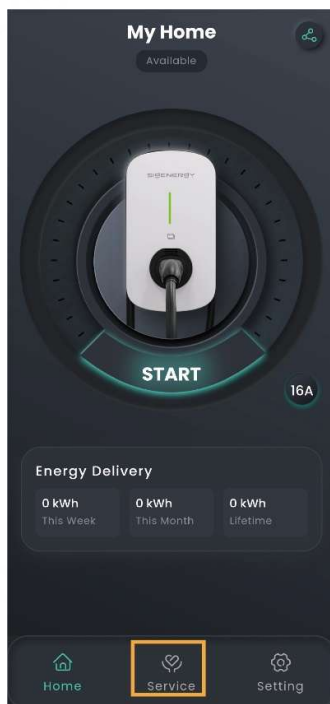 My Home
Available
SIGENERGY
START
16A
Energy Delivery
0 kWh 0 kWh 0 kWh
This Week This Month Lifetime
Home Service Setting